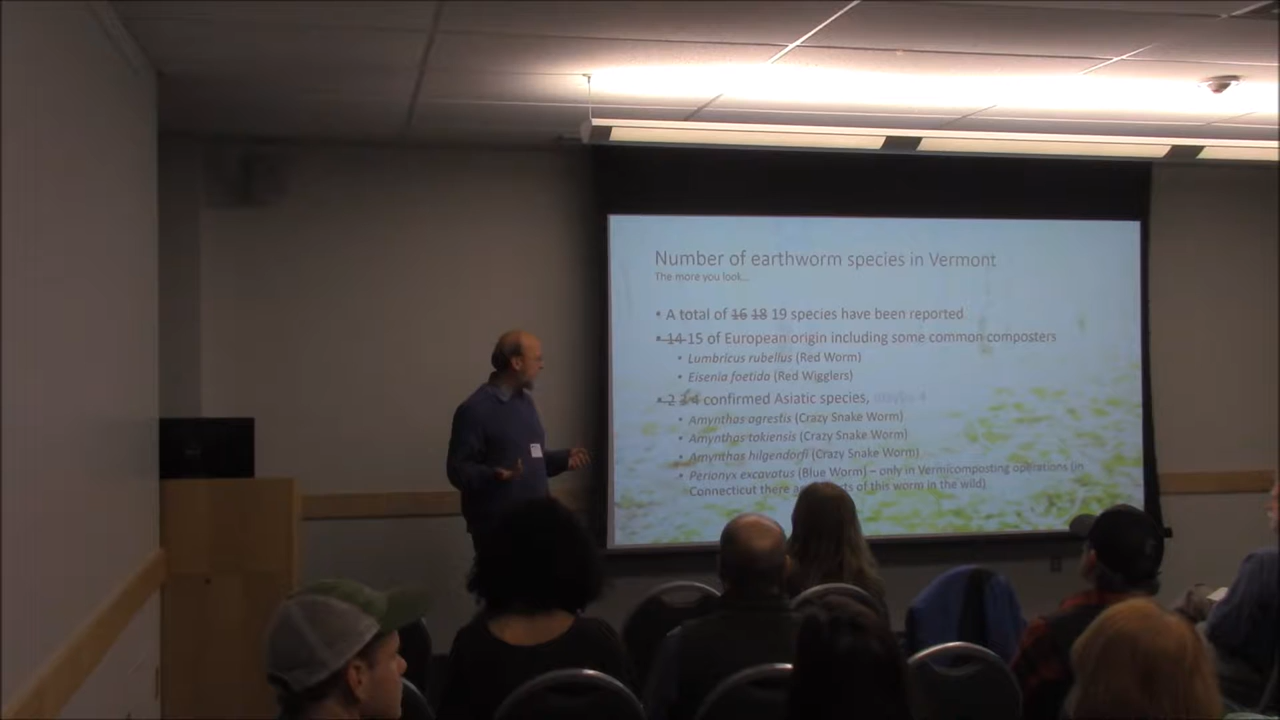 Number of earthworm species in Vermont
The more you look...
• A total of 16 18 19 species have been reported
• 14 15 of European origin including some common composters
• Lumbricus rubellus (Red Worm)
• Eisenia foetida (Red Wigglers)
• 2 3 4 confirmed Asiatic species,
• Amynthas agrestis (Crazy Snake Worm)
• Amynthas tokiensis (Crazy Snake Worm)
• Amynthas hilgendorfi (Crazy Snake Worm)
• Perionyx excavatus (Blue Worm) – only in Vermicomposting operations (in
Connecticut there of this worm in the wild)